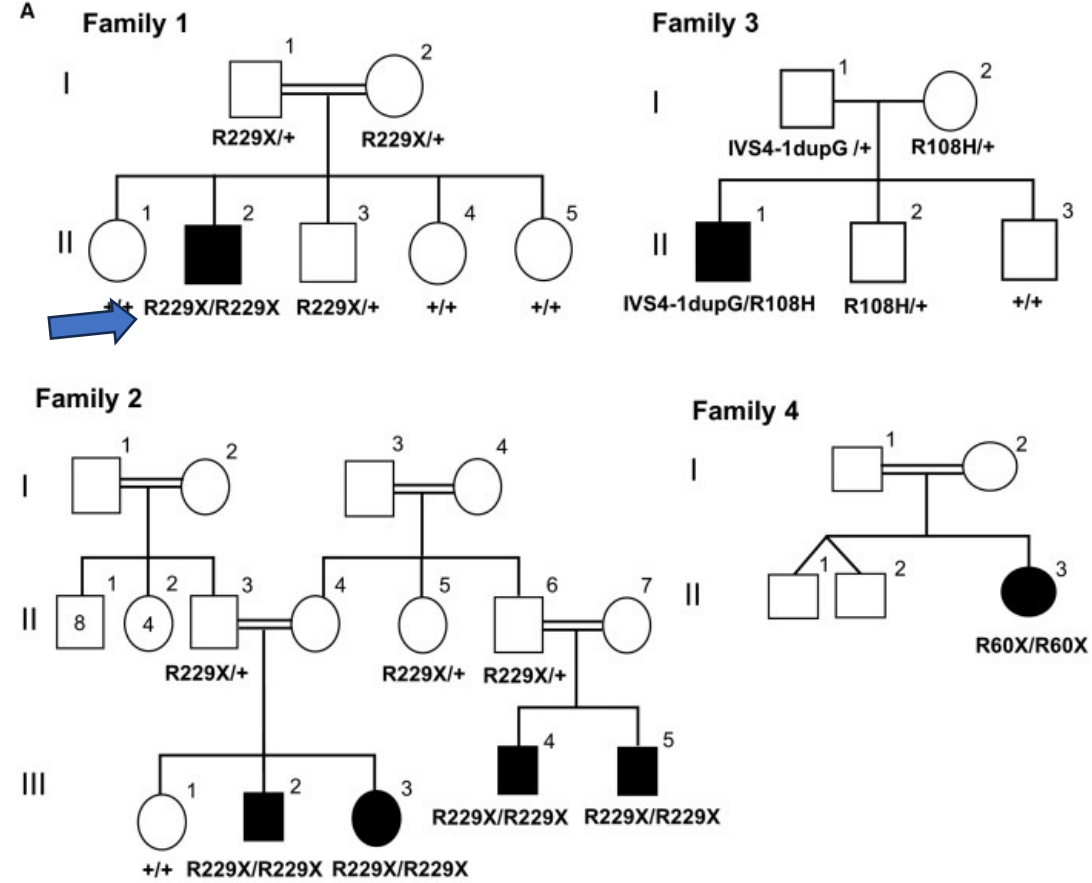 A
Family 1
1
2
I
R229X/+
R229X/+
1
2
3
4
5
II
+/+
R229X/R229X
R229X/+
+/+
+/+
Family 3
1
2
I
IVS4-1dupG /+
R108H/+
1
2
3
II
IVS4-1dupG/R108H
R108H/+
+/+
Family 2
1
2
3
4
I
1
2
3
4
5
6
7
II
8
4
R229X/+
R229X/+
R229X/+
4
5
R229X/R229X
R229X/R229X
III
1
2
3
+/+
R229X/R229X
R229X/R229X
Family 4
1
2
I
1
2
3
II
R60X/R60X